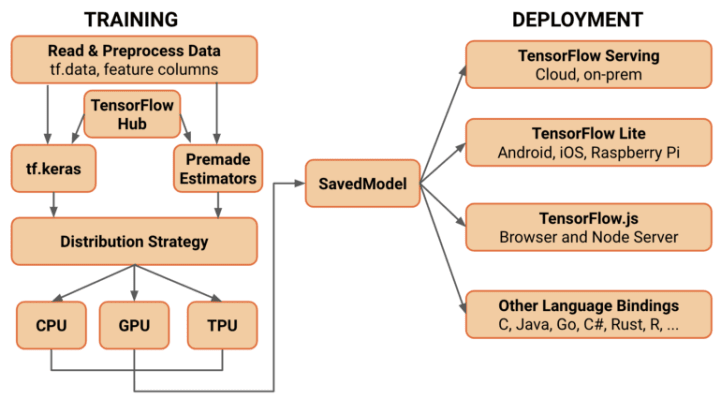 TRAINING
Read & Preprocess Data
tf.data, feature columns
TensorFlow
Hub
tf.keras
Premade
Estimators
Distribution Strategy
CPU
GPU
TPU
SavedModel
DEPLOYMENT
TensorFlow Serving
Cloud, on-prem
TensorFlow Lite
Android, iOS, Raspberry Pi
TensorFlow.js
Browser and Node Server
Other Language Bindings
C, Java, Go, C#, Rust, R, ...